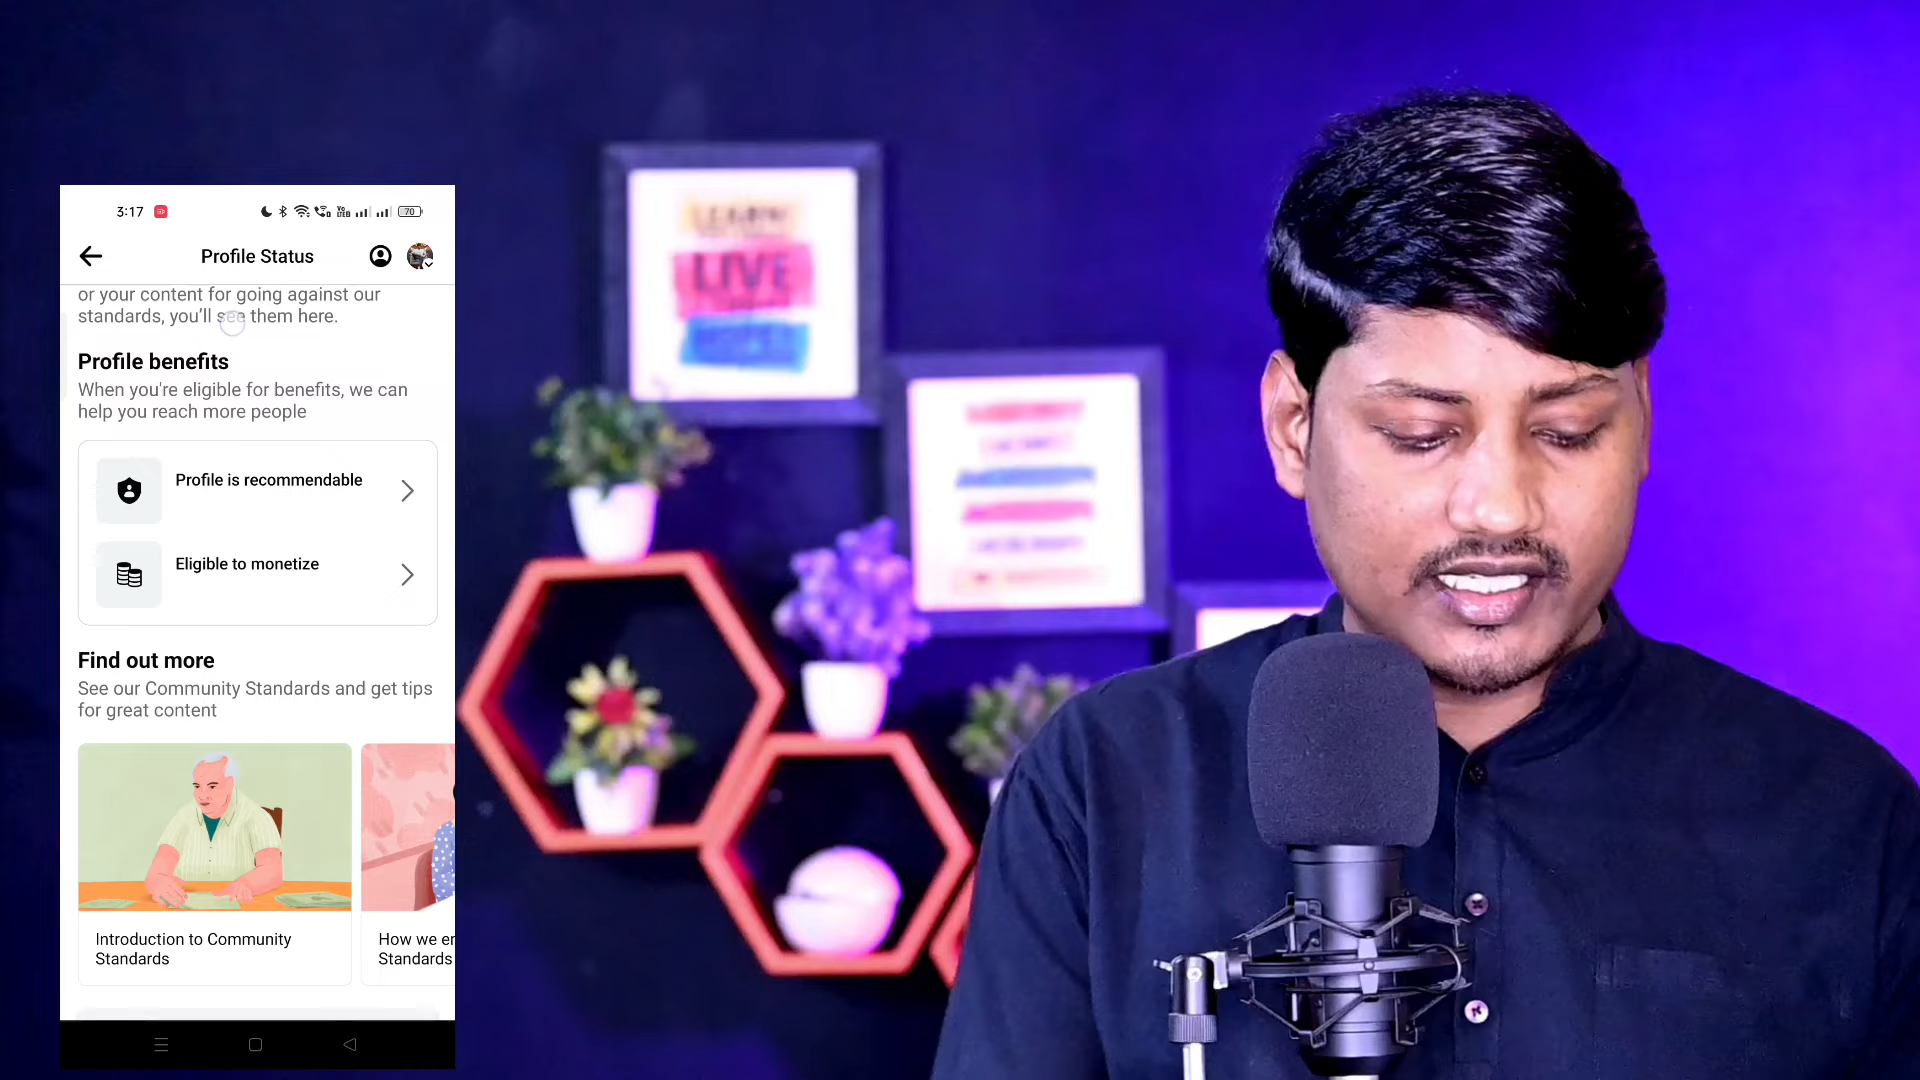 3:17
70
Profile Status
or your content for going against our
standards, you'll see them here.
Profile benefits
When you're eligible for benefits, we can
help you reach more people
Profile is recommendable
Eligible to monetize
Find out more
See our Community Standards and get tips
for great content
Introduction to Community
Standards
How we en
Standards
LEARN
LIVE